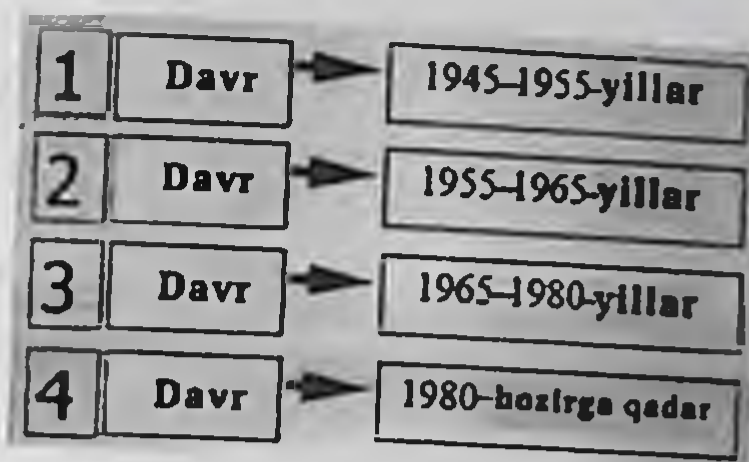 1 Davr 1945-1955-yillar
2 Davr 1955-1965-yillar
3 Davr 1965-1980-yillar
4 Davr 1980-hozirga qadar